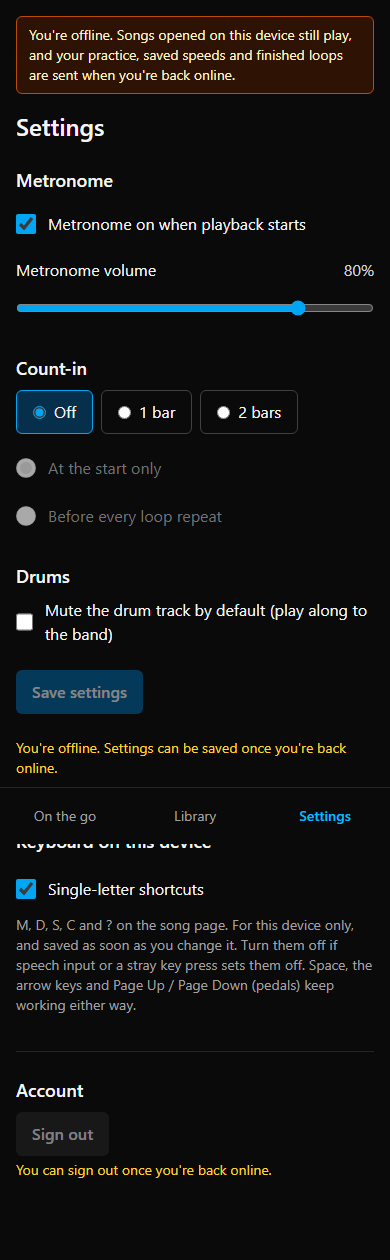 You're offline. Songs opened on this device still play,
and your practice, saved speeds and finished loops
are sent when you're back online.
Settings
Metronome
Metronome on when playback starts
Metronome volume 80%
Count-in
Off 1 bar 2 bars
At the start only
Before every loop repeat
Drums
Mute the drum track by default (play along to
the band)
Save settings
You're offline. Settings can be saved once you're back
online.
On the go Library Settings
Keyboard on this device
Single-letter shortcuts
M, D, S, C and ? on the song page. For this device only,
and saved as soon as you change it. Turn them off if
speech input or a stray key press sets them off. Space, the
arrow keys and Page Up / Page Down (pedals) keep
working either way.
Account
Sign out
You can sign out once you're back online.